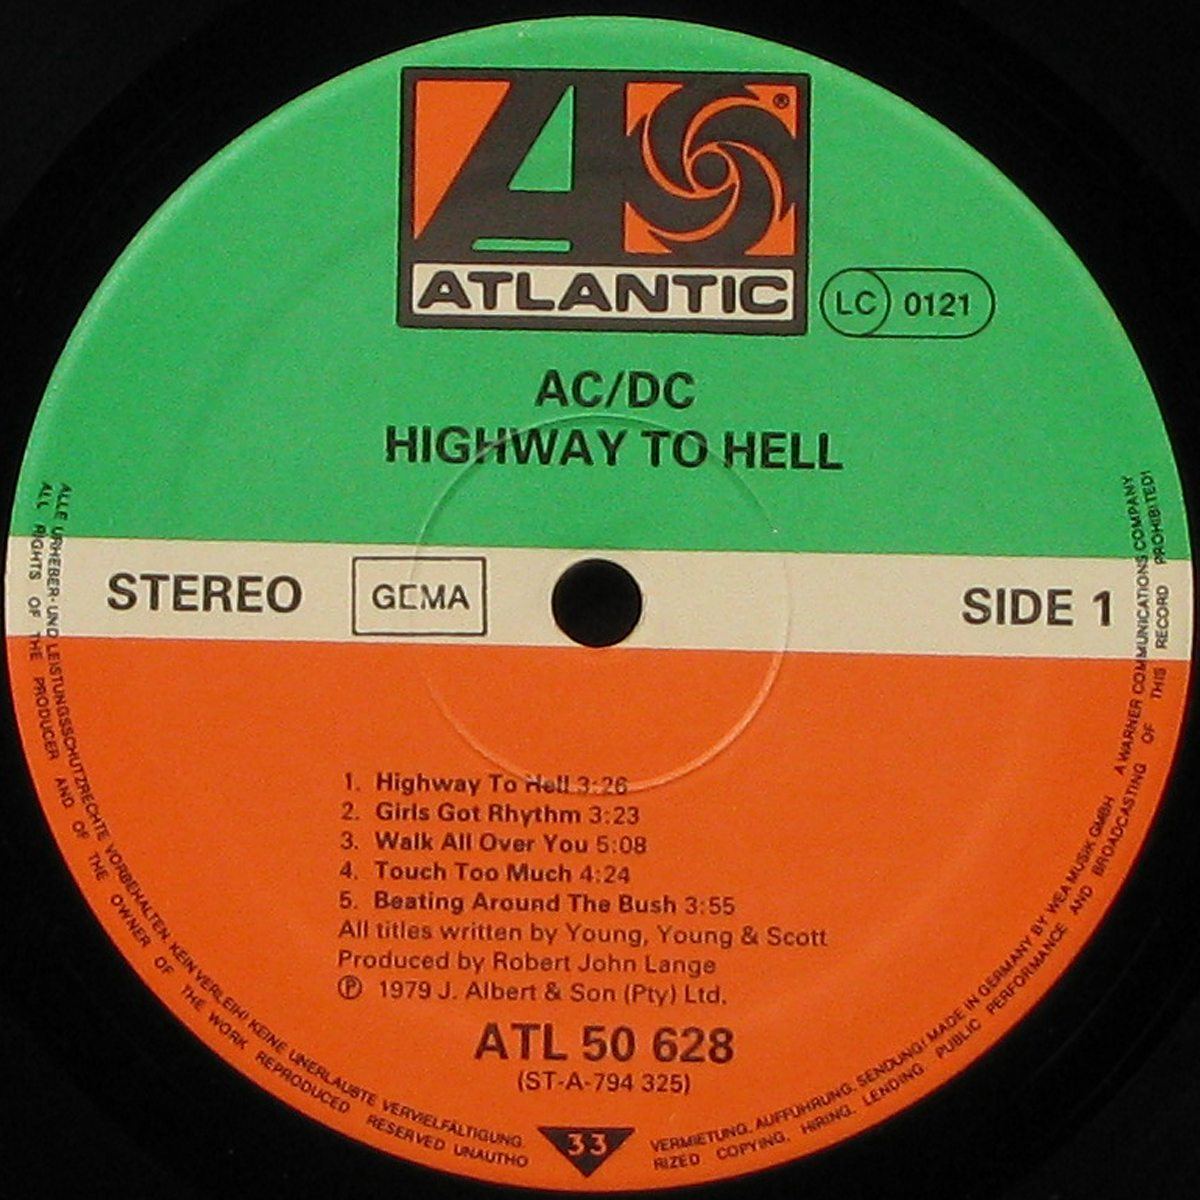 ®
ATLANTIC
LC 0121
AC/DC
HIGHWAY TO HELL
STEREO GEMA SIDE 1
1. Highway To Hell 3:26
2. Girls Got Rhythm 3:23
3. Walk All Over You 5:08
4. Touch Too Much 4:24
5. Beating Around The Bush 3:55
All titles written by Young, Young & Scott
Produced by Robert John Lange
Ⓟ 1979 J. Albert & Son (Pty) Ltd.
ATL 50 628
(ST-A-794 325)
33
ALLE URHEBER- UND LEISTUNGSSCHUTZRECHTE VORBEHALTEN. KEIN VERLEIH! KEINE UNERLAUBTE VERVIELFÄLTIGUNG. VERMIETUNG. AUFFÜHRUNG. SENDUNG! MADE IN GERMANY BY WEA MUSIK GMBH A WARNER COMMUNICATIONS COMPANY
ALL RIGHTS OF THE PRODUCER AND OF THE OWNER OF THE WORK REPRODUCED RESERVED UNAUTHORIZED COPYING. HIRING. LENDING PUBLIC PERFORMANCE AND BROADCASTING OF THIS RECORD PROHIBITED!